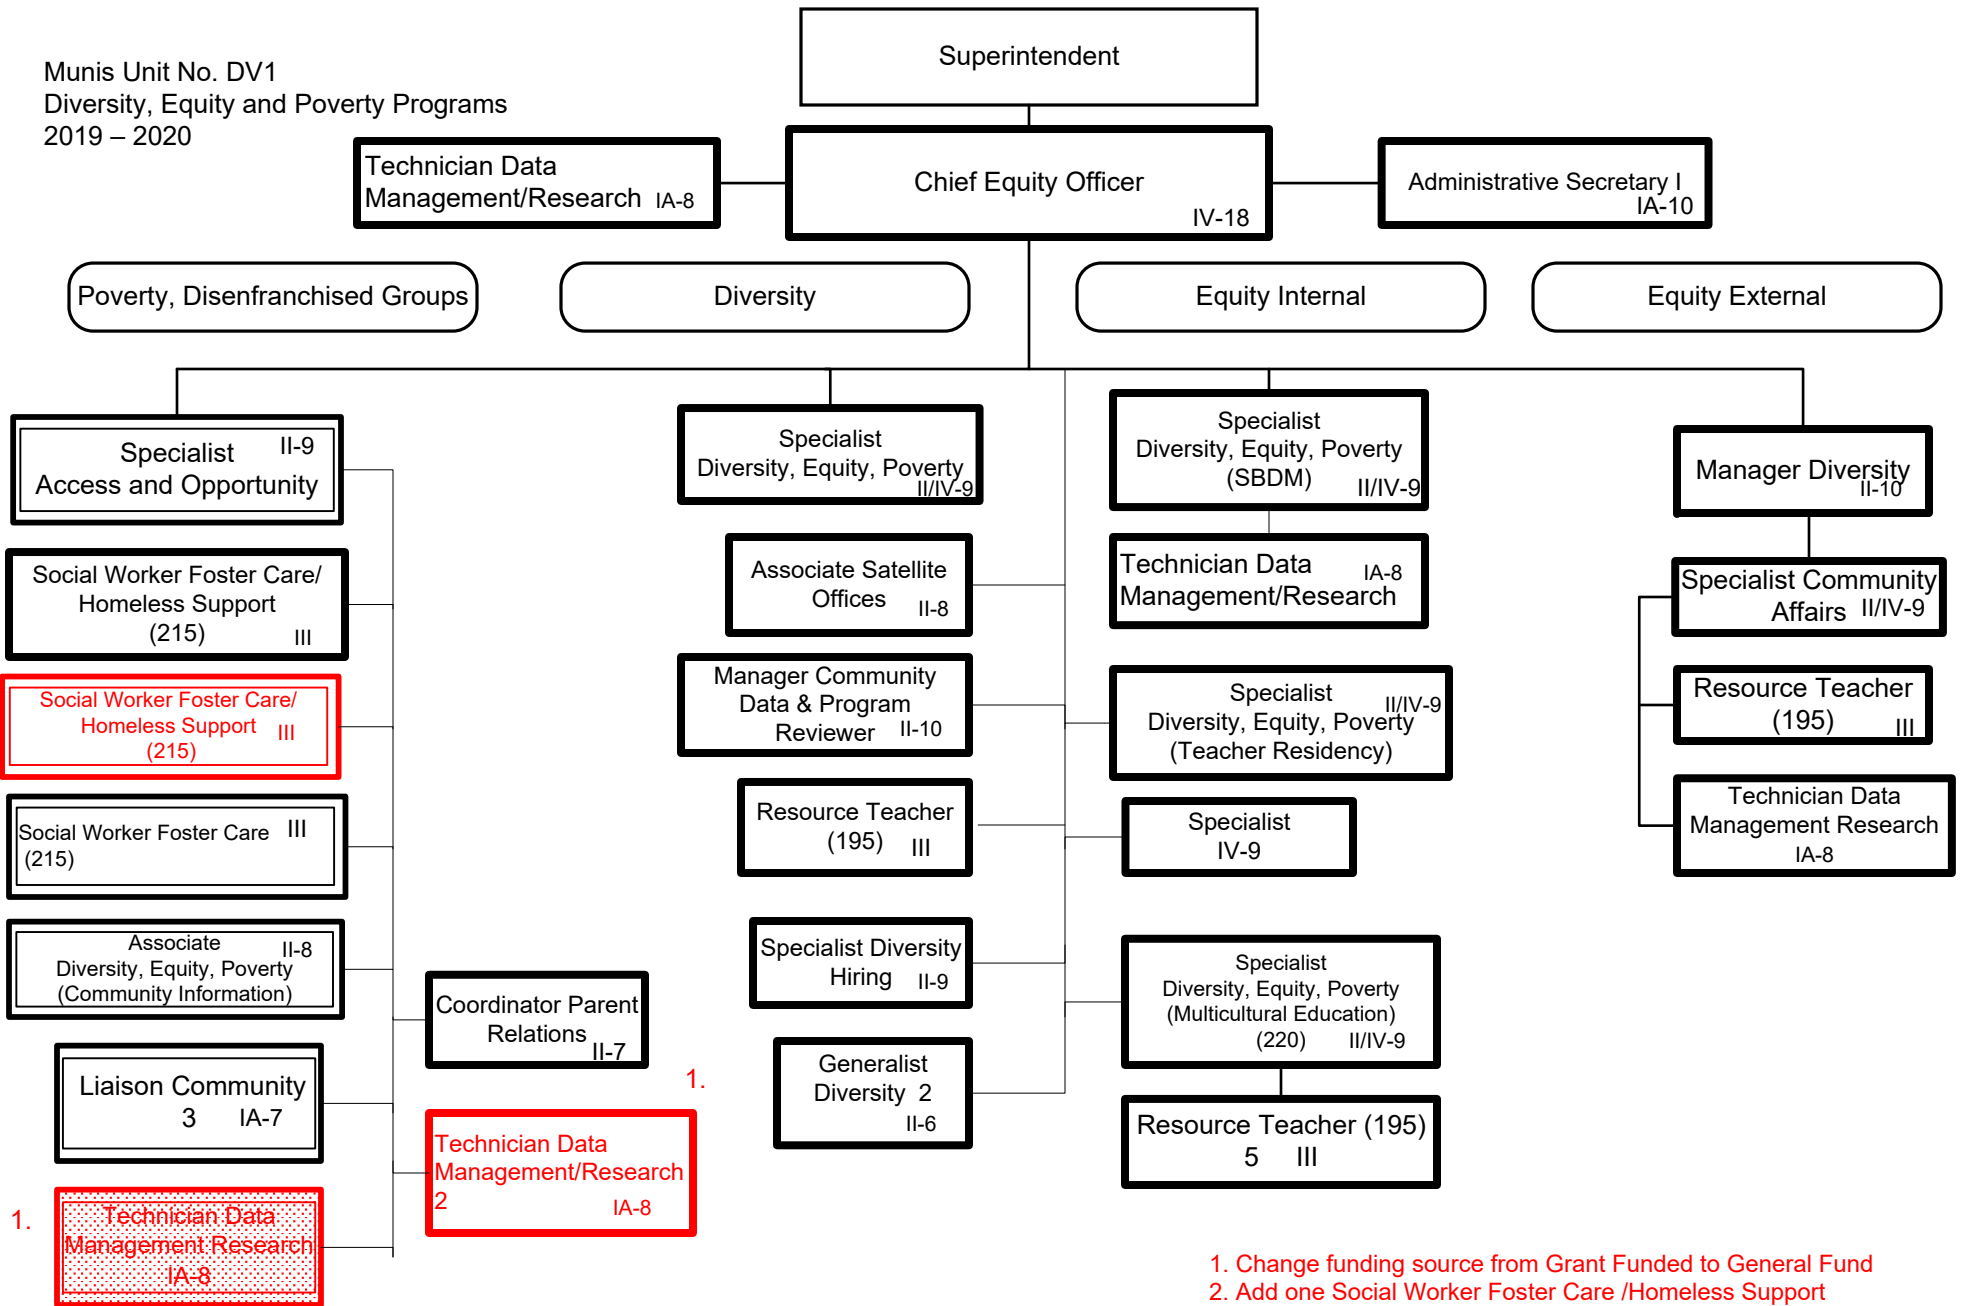 Munis Unit No. DV1
Diversity, Equity and Poverty Programs
2019 – 2020
Superintendent
Technician Data
Management/Research IA-8
Chief Equity Officer
IV-18
Administrative Secretary I
IA-10
Poverty, Disenfranchised Groups
Diversity
Equity Internal
Equity External
Specialist II-9
Access and Opportunity
Social Worker Foster Care/
Homeless Support
(215) III
Social Worker Foster Care/
Homeless Support III
(215)
Social Worker Foster Care III
(215)
Associate II-8
Diversity, Equity, Poverty
(Community Information)
Liaison Community
3 IA-7
1.
Technician Data
Management Research
IA-8
Coordinator Parent
Relations
II-7
1.
Technician Data
Management/Research
2 IA-8
Specialist
Diversity, Equity, Poverty
II/IV-9
Associate Satellite
Offices II-8
Manager Community
Data & Program
Reviewer II-10
Resource Teacher
(195) III
Specialist Diversity
Hiring II-9
Generalist
Diversity 2
II-6
Specialist
Diversity, Equity, Poverty
(SBDM) II/IV-9
Technician Data IA-8
Management/Research
Specialist II/IV-9
Diversity, Equity, Poverty
(Teacher Residency)
Specialist
IV-9
Specialist
Diversity, Equity, Poverty
(Multicultural Education)
(220) II/IV-9
Resource Teacher (195)
5 III
Manager Diversity
II-10
Specialist Community
Affairs II/IV-9
Resource Teacher
(195) III
Technician Data
Management Research
IA-8
1. Change funding source from Grant Funded to General Fund
2. Add one Social Worker Foster Care /Homeless Support